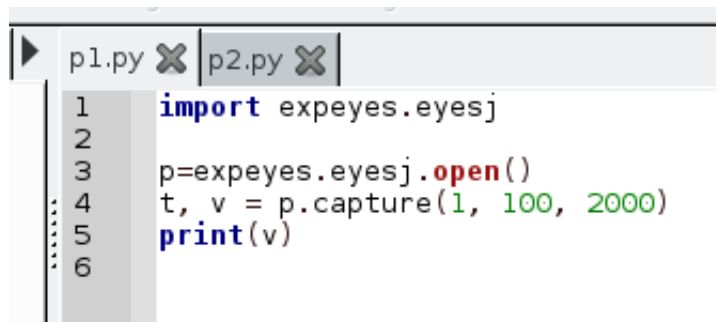 p1.py p2.py
1 import expeyes.eyesj
2
3 p=expeyes.eyesj.open()
4 t, v = p.capture(1, 100, 2000)
5 print(v)
6